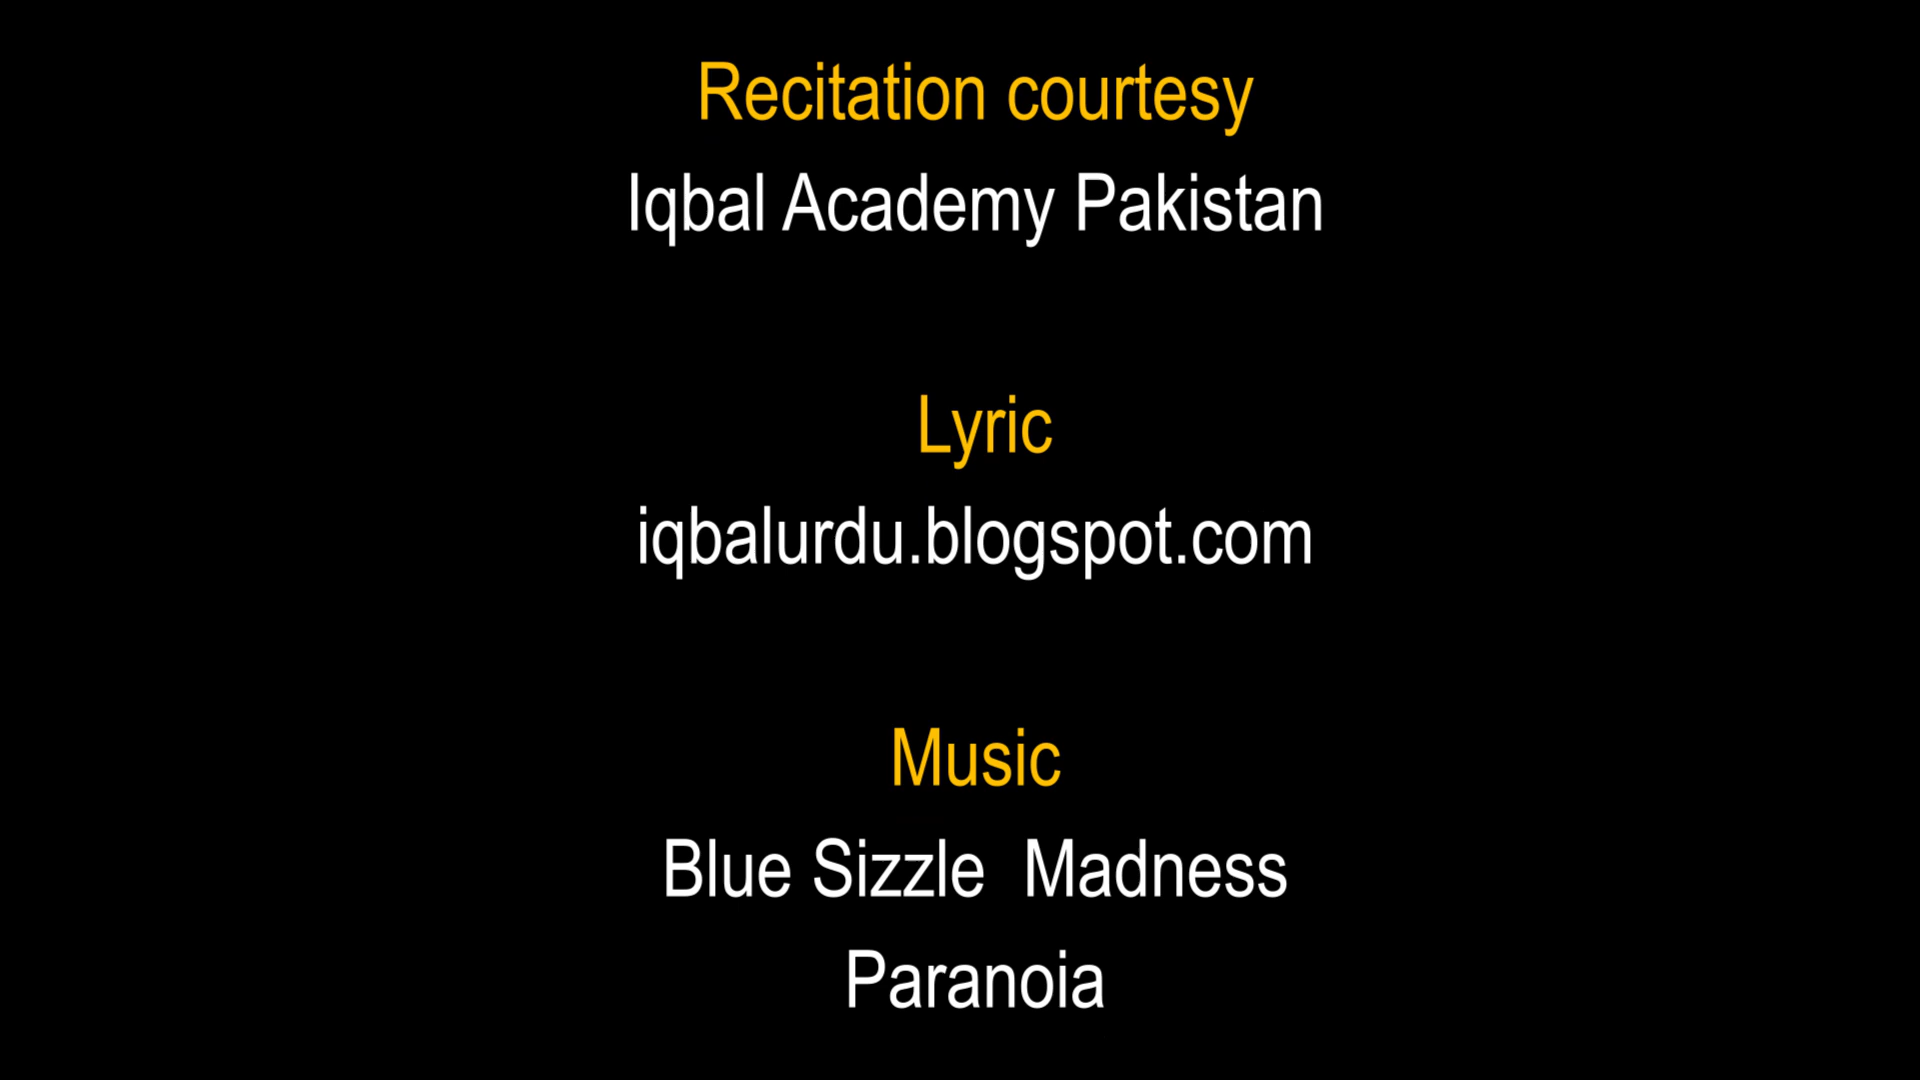 Recitation courtesy
Iqbal Academy Pakistan
Lyric
iqbalurdu.blogspot.com
Music
Blue Sizzle  Madness
Paranoia